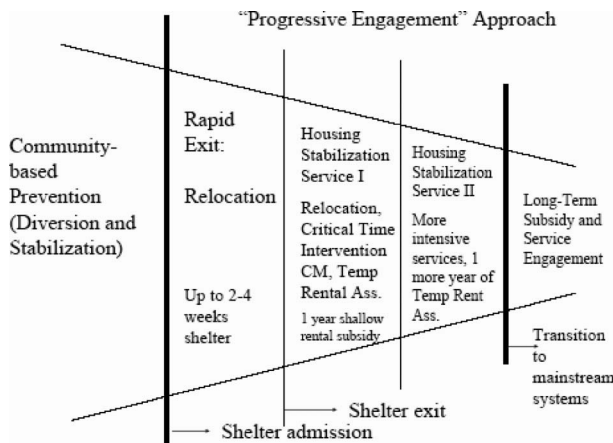 “Progressive Engagement” Approach
Community-
based
Prevention
(Diversion and
Stabilization)
Rapid
Exit:
Relocation
Up to 2-4
weeks
shelter
Housing
Stabilization
Service I
Relocation,
Critical Time
Intervention
CM, Temp
Rental Ass.
1 year shallow
rental subsidy
Housing
Stabilization
Service II
More
intensive
services, 1
more year of
Temp Rent
Ass.
Long-Term
Subsidy and
Service
Engagement
Transition
to
mainstream
systems
Shelter exit
Shelter admission